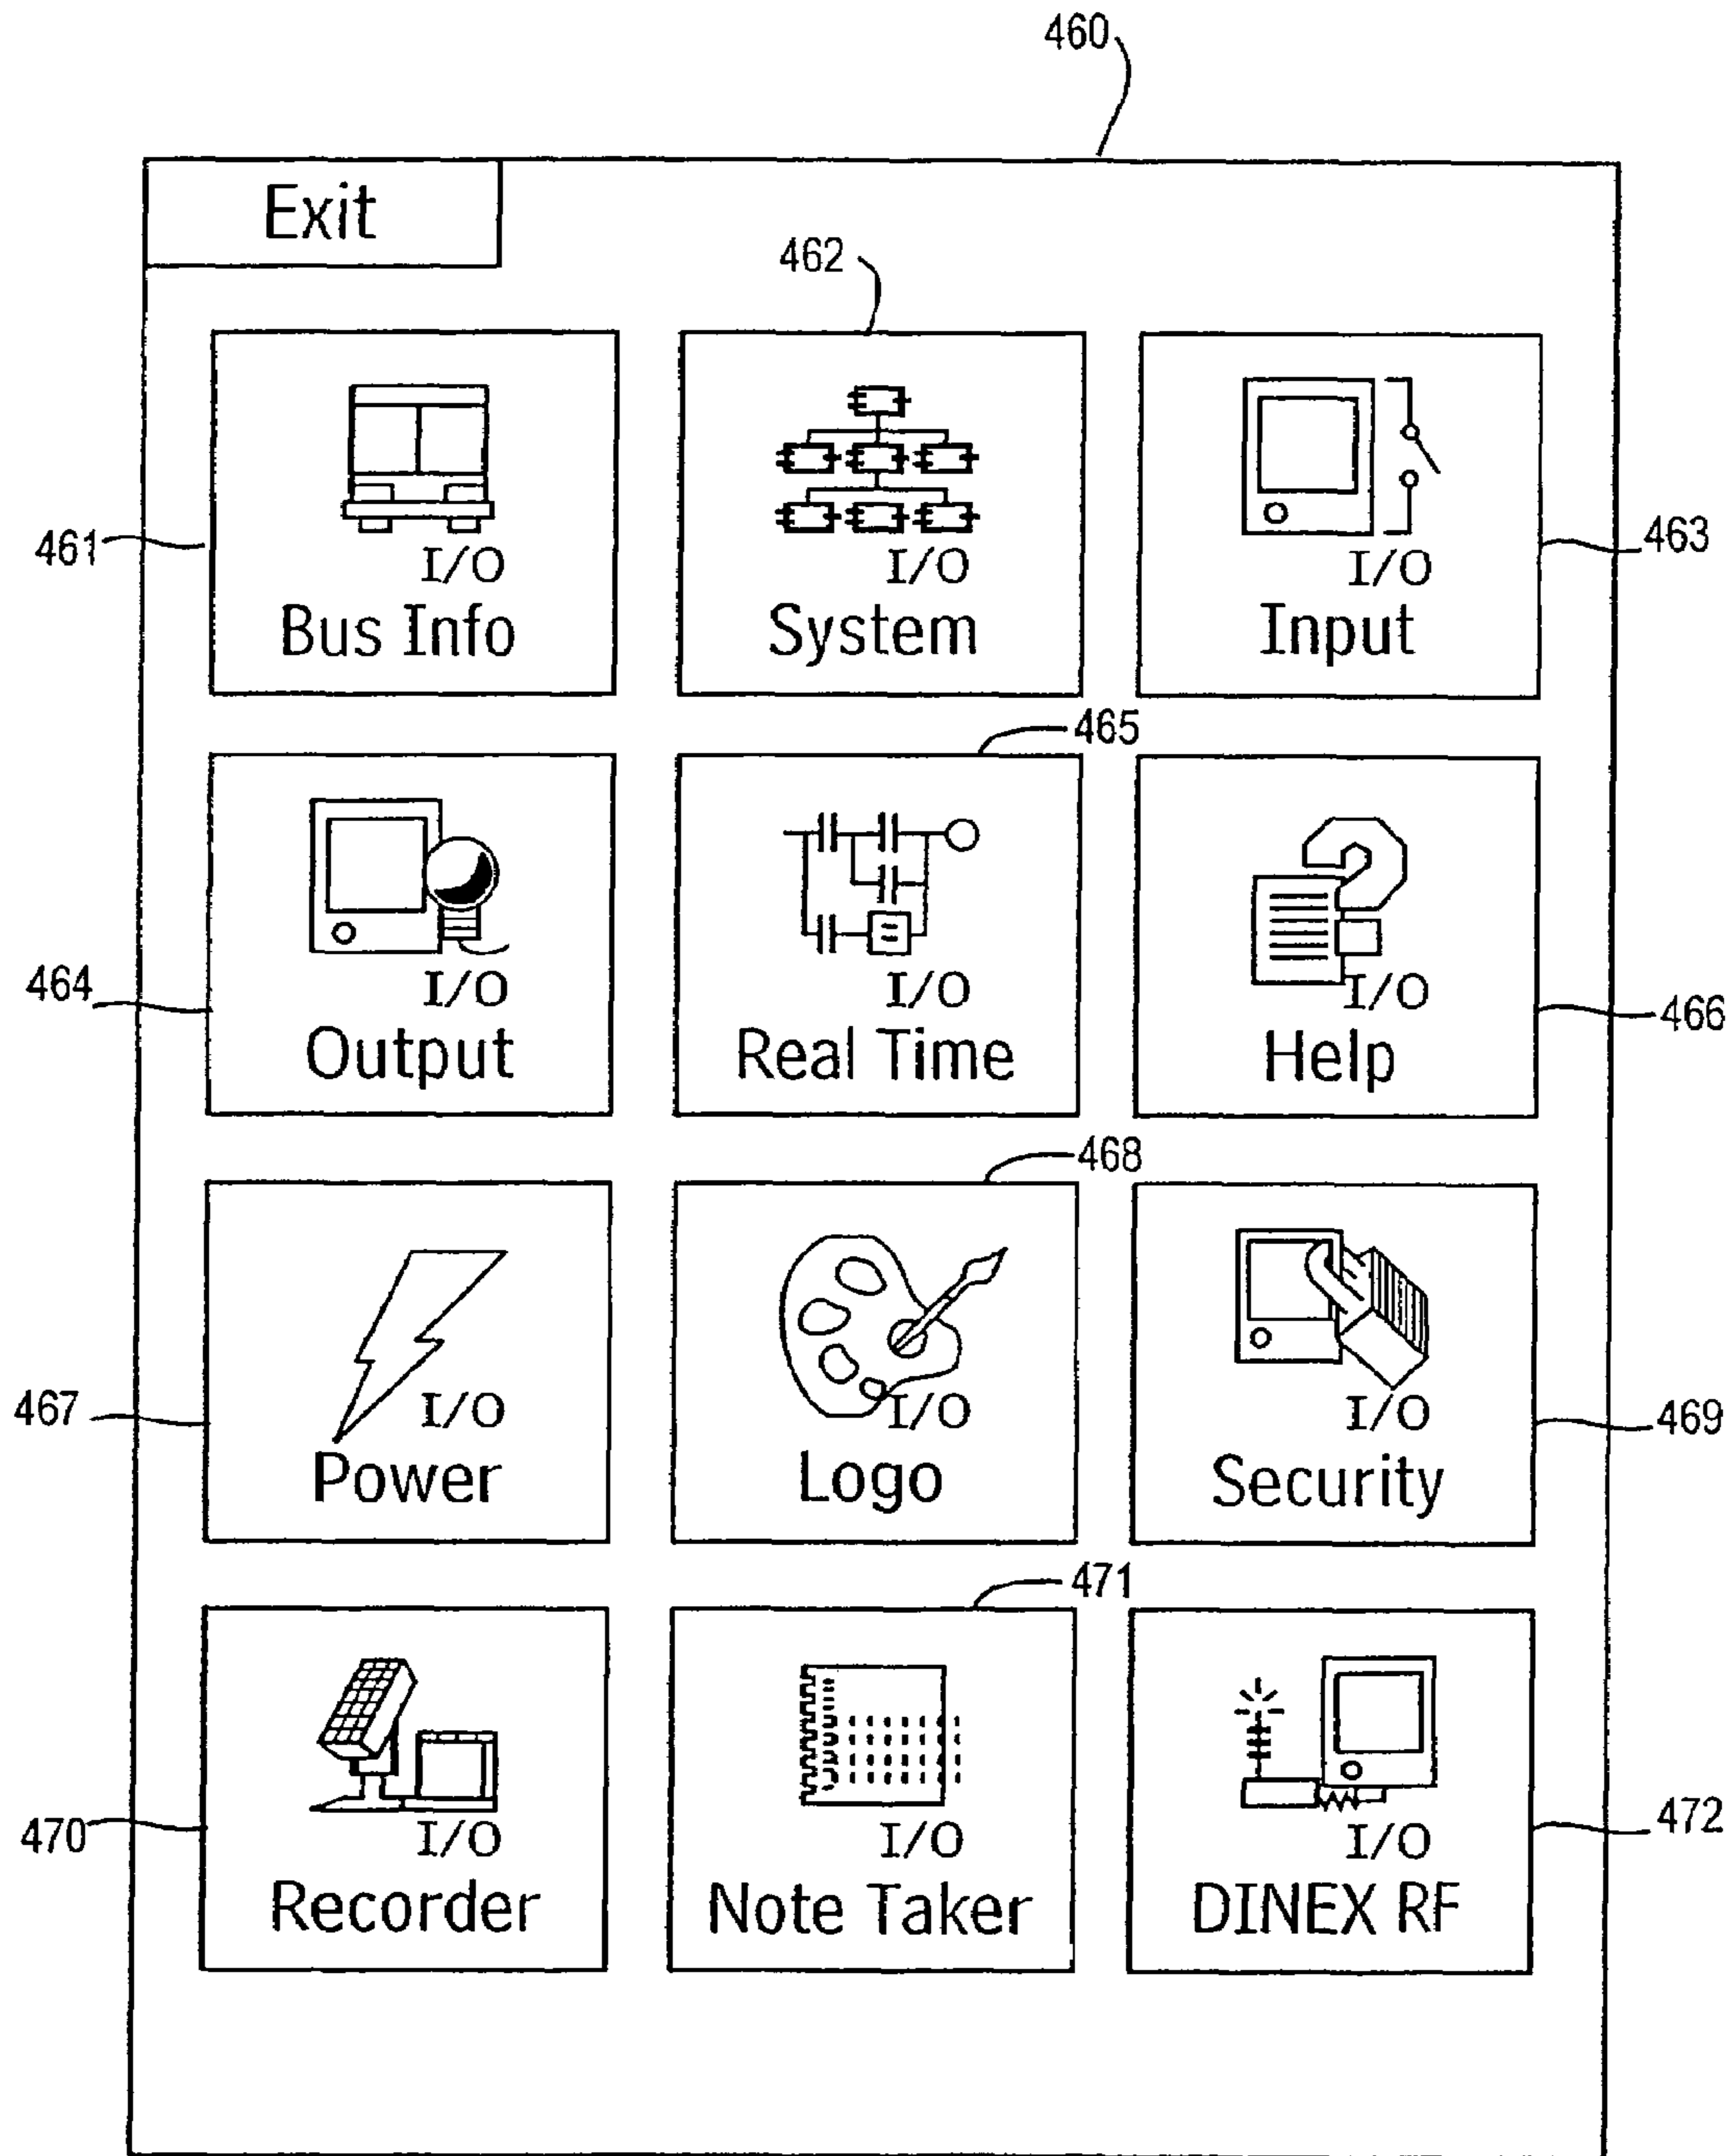 460
Exit
462
461
I/O
Bus Info
I/O
System
I/O
Input
463
465
464
I/O
Output
I/O
Real Time
I/O
Help
466
468
467
I/O
Power
I/O
Logo
I/O
Security
469
471
470
I/O
Recorder
I/O
Note Taker
I/O
DINEX RF
472